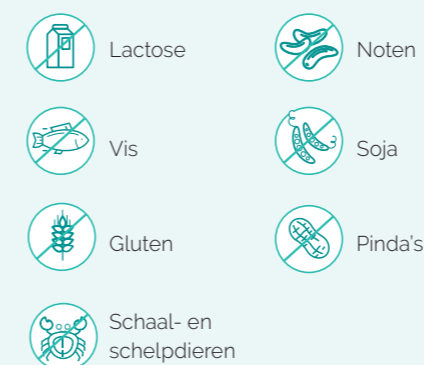 Lactose
Noten
Vis
Soja
Gluten
Pinda's
Schaal- en
schelpdieren